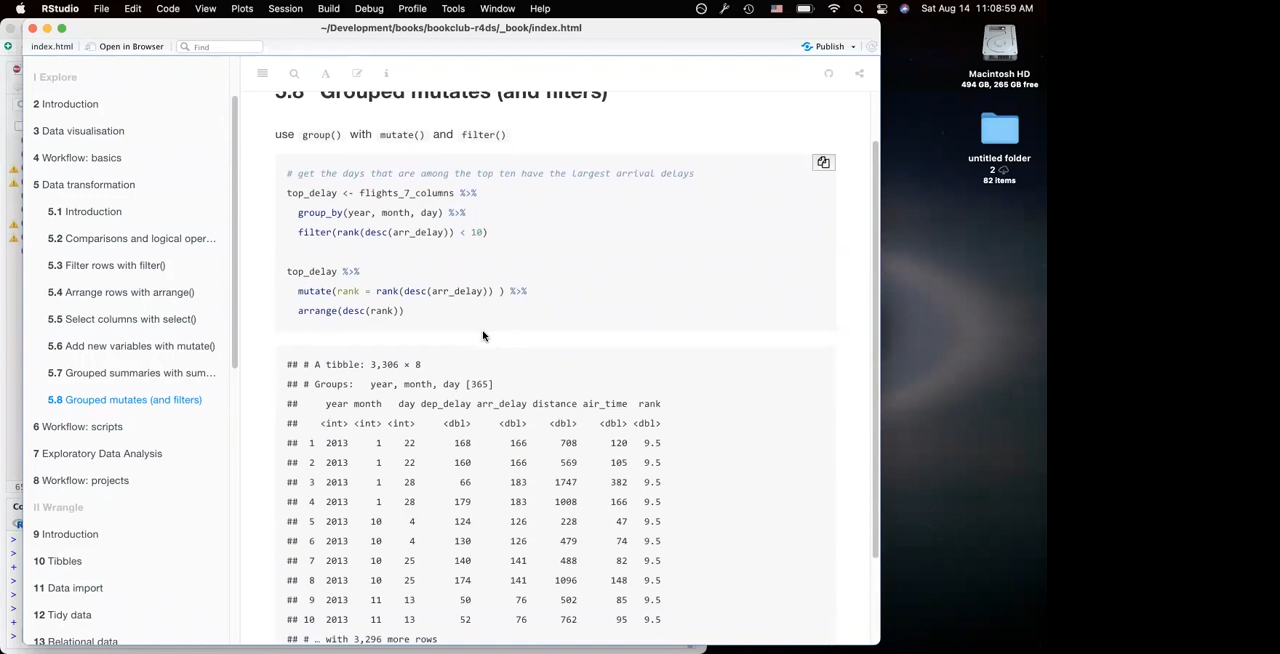 RStudio File Edit Code View Plots Session Build Debug Profile Tools Window Help Sat Aug 14 11:08:59 AM
~/Development/books/bookclub-r4ds/_book/index.html
index.html Open in Browser Find Publish
I Explore
2 Introduction
3 Data visualisation
4 Workflow: basics
5 Data transformation
5.1 Introduction
5.2 Comparisons and logical oper...
5.3 Filter rows with filter()
5.4 Arrange rows with arrange()
5.5 Select columns with select()
5.6 Add new variables with mutate()
5.7 Grouped summaries with sum...
5.8 Grouped mutates (and filters)
6 Workflow: scripts
7 Exploratory Data Analysis
8 Workflow: projects
II Wrangle
9 Introduction
10 Tibbles
11 Data import
12 Tidy data
13 Relational data
5.8 Grouped mutates (and filters)
use group() with mutate() and filter()
# get the days that are among the top ten have the largest arrival delays
top_delay <- flights_7_columns %>%
group_by(year, month, day) %>%
filter(rank(desc(arr_delay)) < 10)
top_delay %>%
mutate(rank = rank(desc(arr_delay)) ) %>%
arrange(desc(rank))
## # A tibble: 3,306 × 8
## # Groups: year, month, day [365]
## year month day dep_delay arr_delay distance air_time rank
## <int> <int> <int> <dbl> <dbl> <dbl> <dbl> <dbl>
## 1 2013 1 22 168 166 708 120 9.5
## 2 2013 1 22 160 166 569 105 9.5
## 3 2013 1 28 66 183 1747 382 9.5
## 4 2013 1 28 179 183 1008 166 9.5
## 5 2013 10 4 124 126 228 47 9.5
## 6 2013 10 4 130 126 479 74 9.5
## 7 2013 10 25 140 141 488 82 9.5
## 8 2013 10 25 174 141 1096 148 9.5
## 9 2013 11 13 50 76 502 85 9.5
## 10 2013 11 13 52 76 762 95 9.5
## # … with 3,296 more rows
Macintosh HD
494 GB, 265 GB free
untitled folder
2
82 items